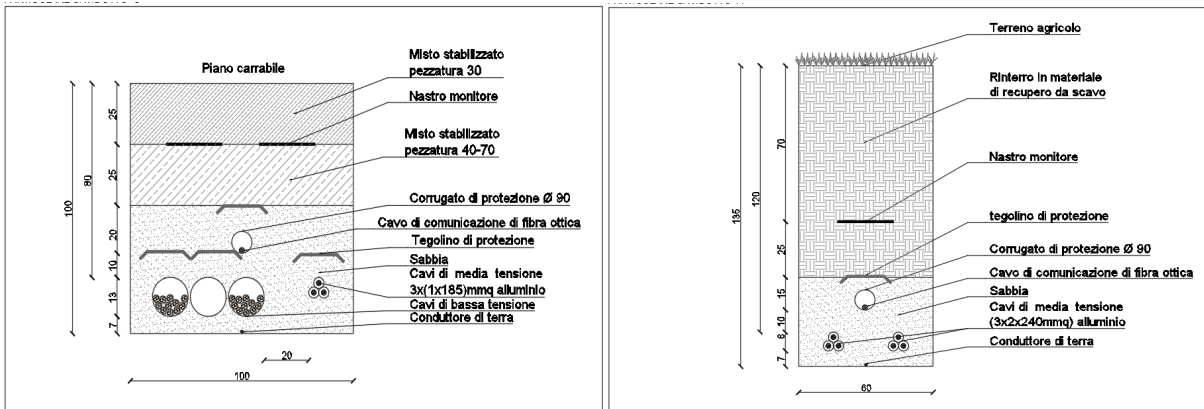 Piano carrabile
Misto stabilizzato
pezzatura 30
Nastro monitore
Misto stabilizzato
pezzatura 40-70
Corrugato di protezione Ø 90
Cavo di comunicazione di fibra ottica
Tegolino di protezione
Sabbia
Cavi di media tensione
3x(1x185)mmq alluminio
Cavi di bassa tensione
Conduttore di terra
100
80
25
25
20
10
13
7
20
100
Terreno agricolo
Rinterro in materiale
di recupero da scavo
Nastro monitore
tegolino di protezione
Corrugato di protezione Ø 90
Cavo di comunicazione di fibra ottica
Sabbia
Cavi di media tensione
(3x2x240mmq) alluminio
Conduttore di terra
135
120
70
25
15
10
7
60